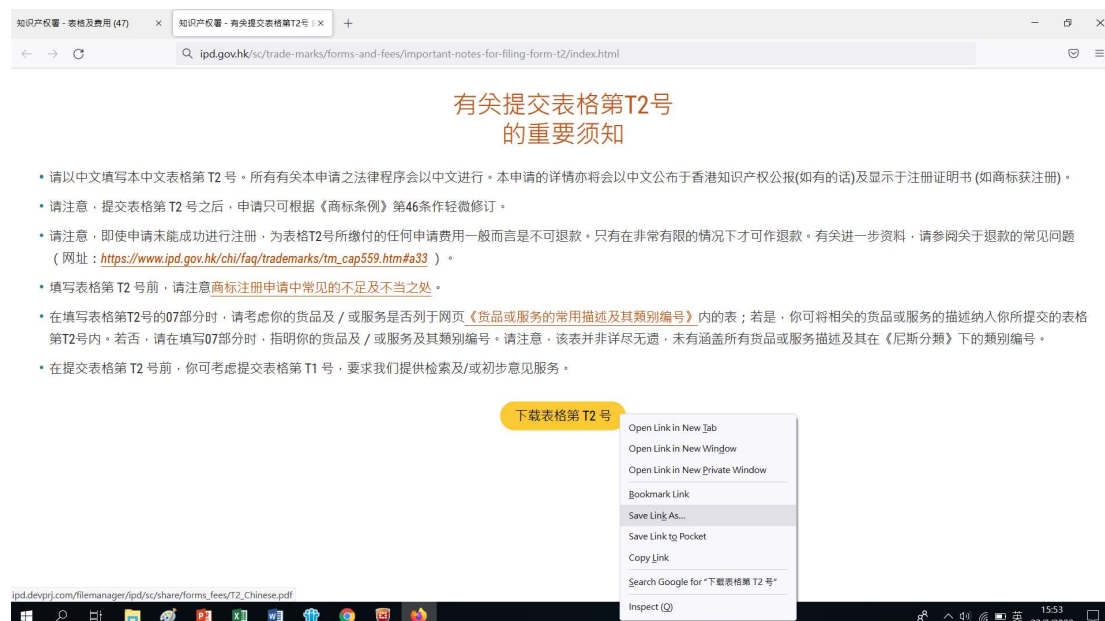 知识产权署 - 表格及费用 (47)
知识产权署 - 有关提交表格第T2号
ipd.gov.hk/sc/trade-marks/forms-and-fees/important-notes-for-filing-form-t2/index.html
有关提交表格第T2号
的重要须知
• 请以中文填写本中文表格第 T2 号。所有有关本申请之法律程序会以中文进行。本申请的详情亦将会以中文公布于香港知识产权公报(如有的话)及显示于注册证明书 (如商标获注册)。
• 请注意，提交表格第 T2 号之后，申请只可根据《商标条例》第46条作轻微修订。
• 请注意，即使申请未能成功进行注册，为表格T2号所缴付的任何申请费用一般而言是不可退款。只有在非常有限的情况下才可作退款。有关进一步资料，请参阅关于退款的常见问题
（网址：https://www.ipd.gov.hk/chi/faq/trademarks/tm_cap559.htm#a33 ）。
• 填写表格第 T2 号前，请注意商标注册申请中常见的不足及不当之处。
• 在填写表格第T2号的07部分时，请考虑你的货品及 / 或服务是否列于网页《货品或服务的常用描述及其類别编号》内的表；若是，你可将相关的货品或服务的描述纳入你所提交的表格
第T2号内。若否，请在填写07部分时，指明你的货品及 / 或服务及其類别编号。请注意，该表并非详尽无遗，未有涵盖所有货品或服务描述及其在《尼斯分類》下的類别编号。
• 在提交表格第 T2 号前，你可考虑提交表格第 T1 号，要求我们提供检索及/或初步意见服务。
下载表格第 T2 号
Open Link in New Tab
Open Link in New Window
Open Link in New Private Window
Bookmark Link
Save Link As...
Save Link to Pocket
Copy Link
Search Google for “下载表格第 T2 号”
Inspect (Q)
ipd.devprj.com/filemanager/ipd/sc/share/forms_fees/T2_Chinese.pdf
英
15:53